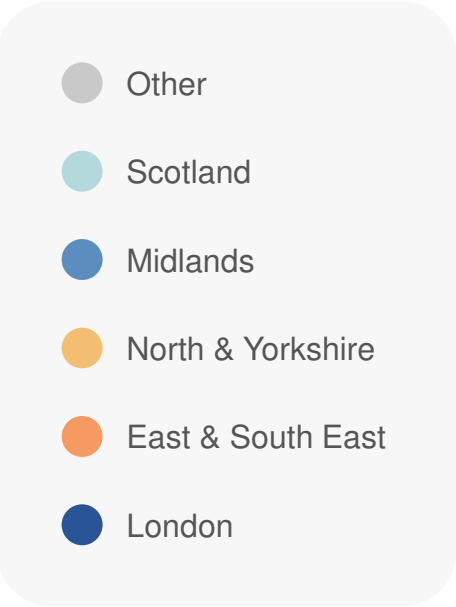 Other
Scotland
Midlands
North & Yorkshire
East & South East
London